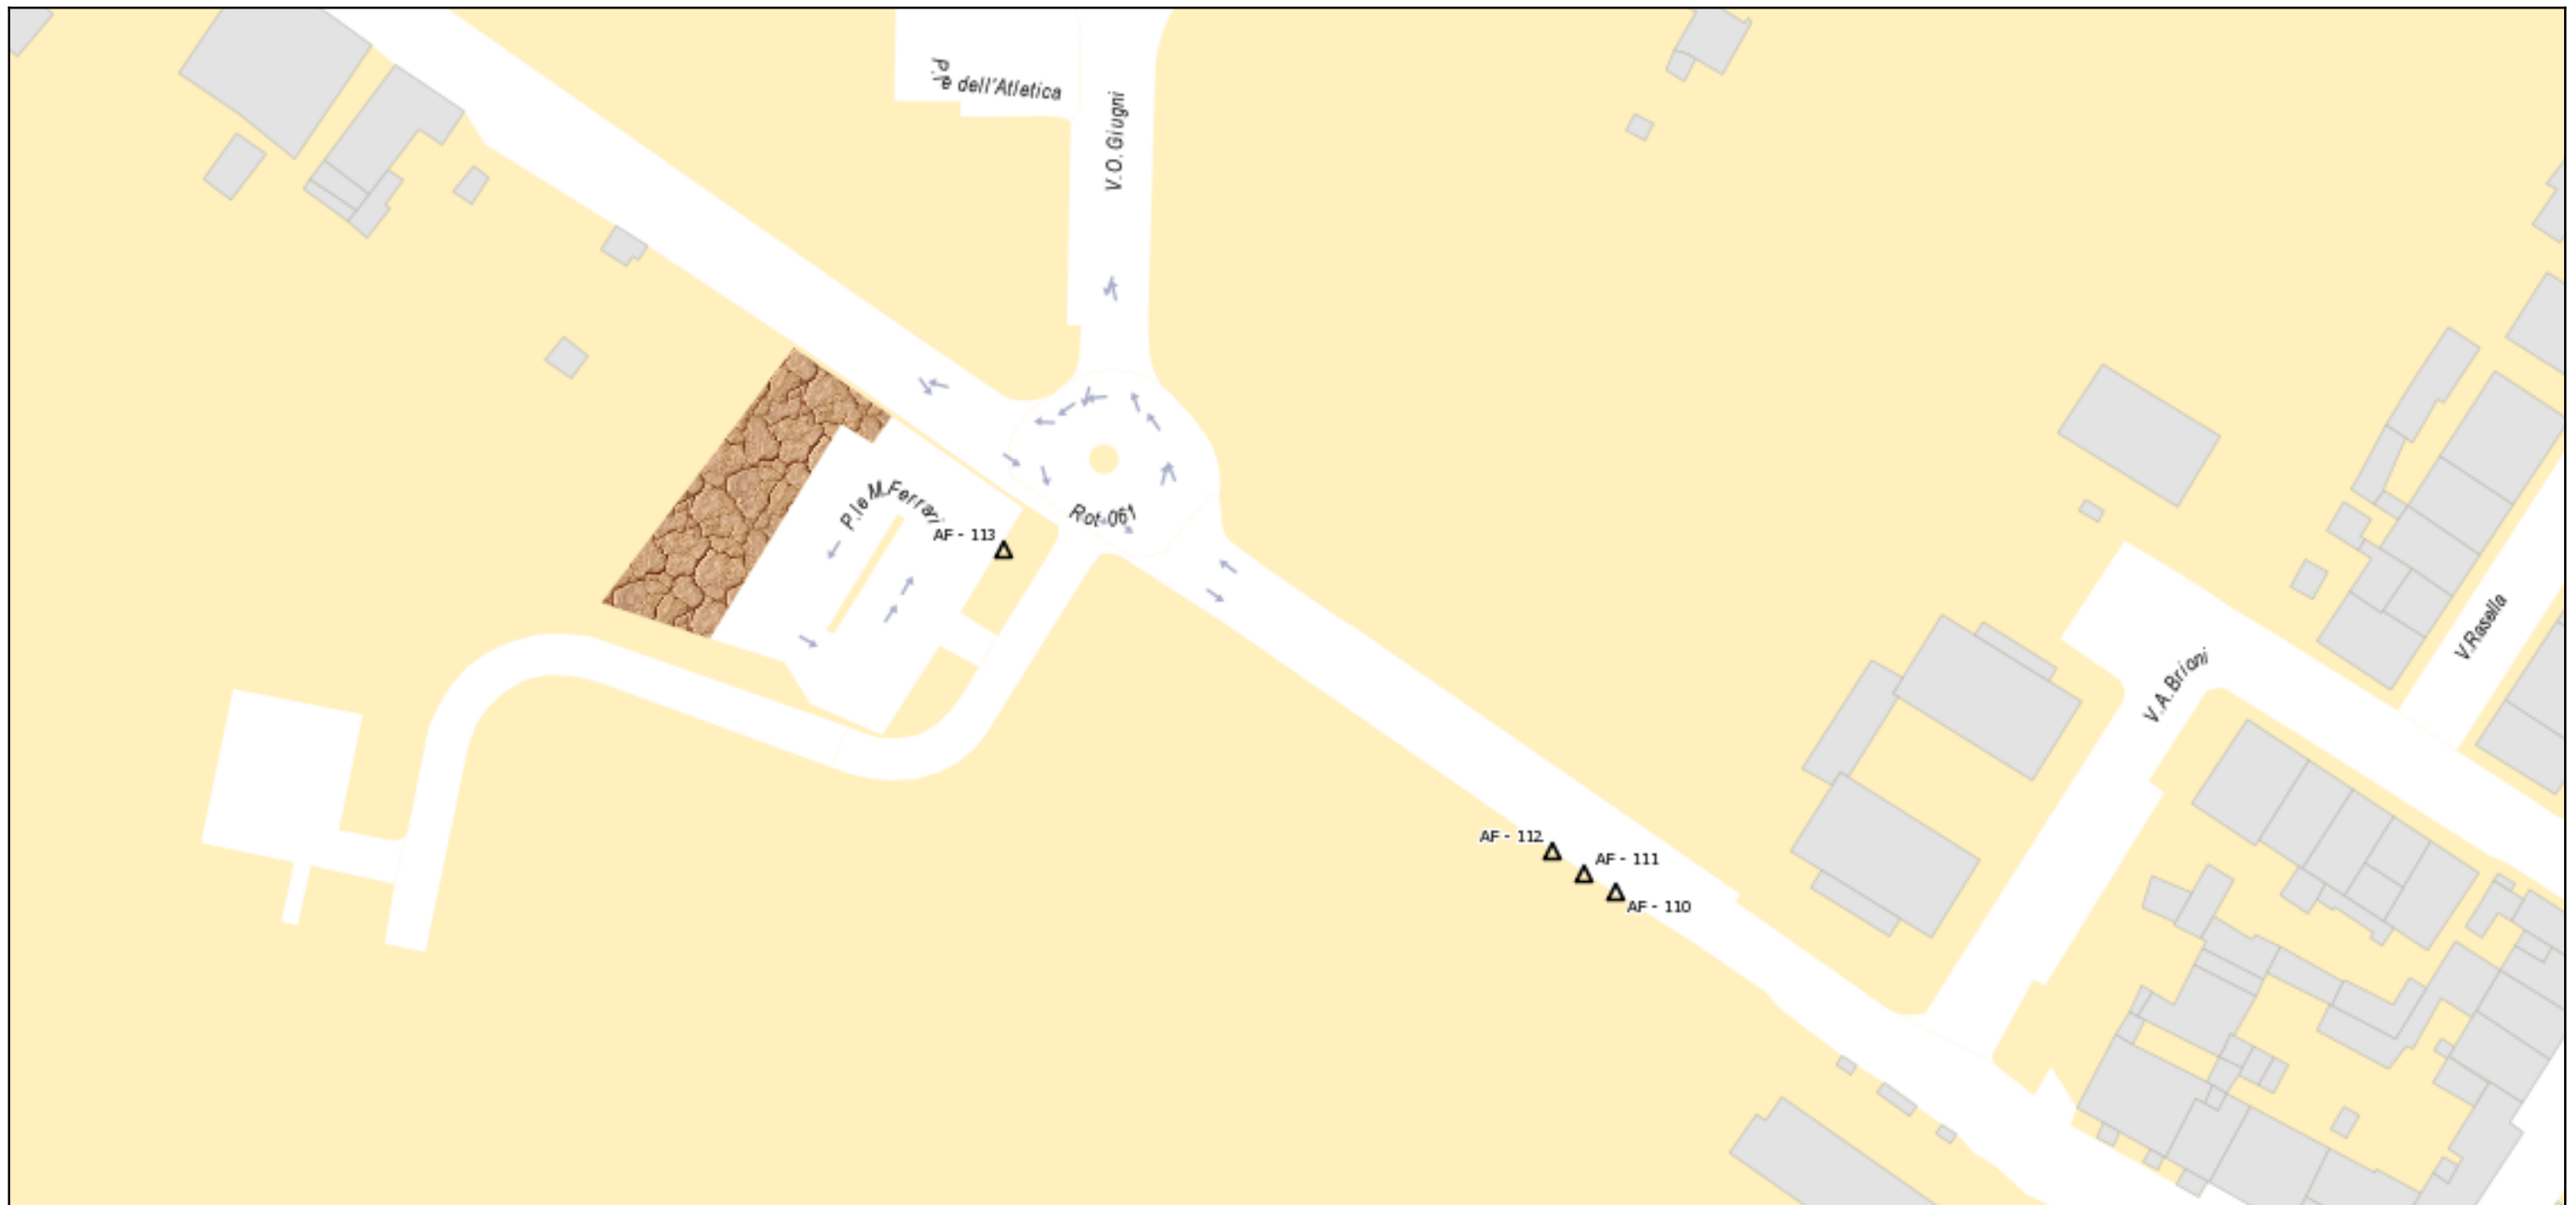 P.le dell'Atletica
V.O.Giugni
P.le M.Ferrari
AF - 113
Rot-061
V.Rasella
V.A.Brioni
AF - 112
AF - 111
AF - 110